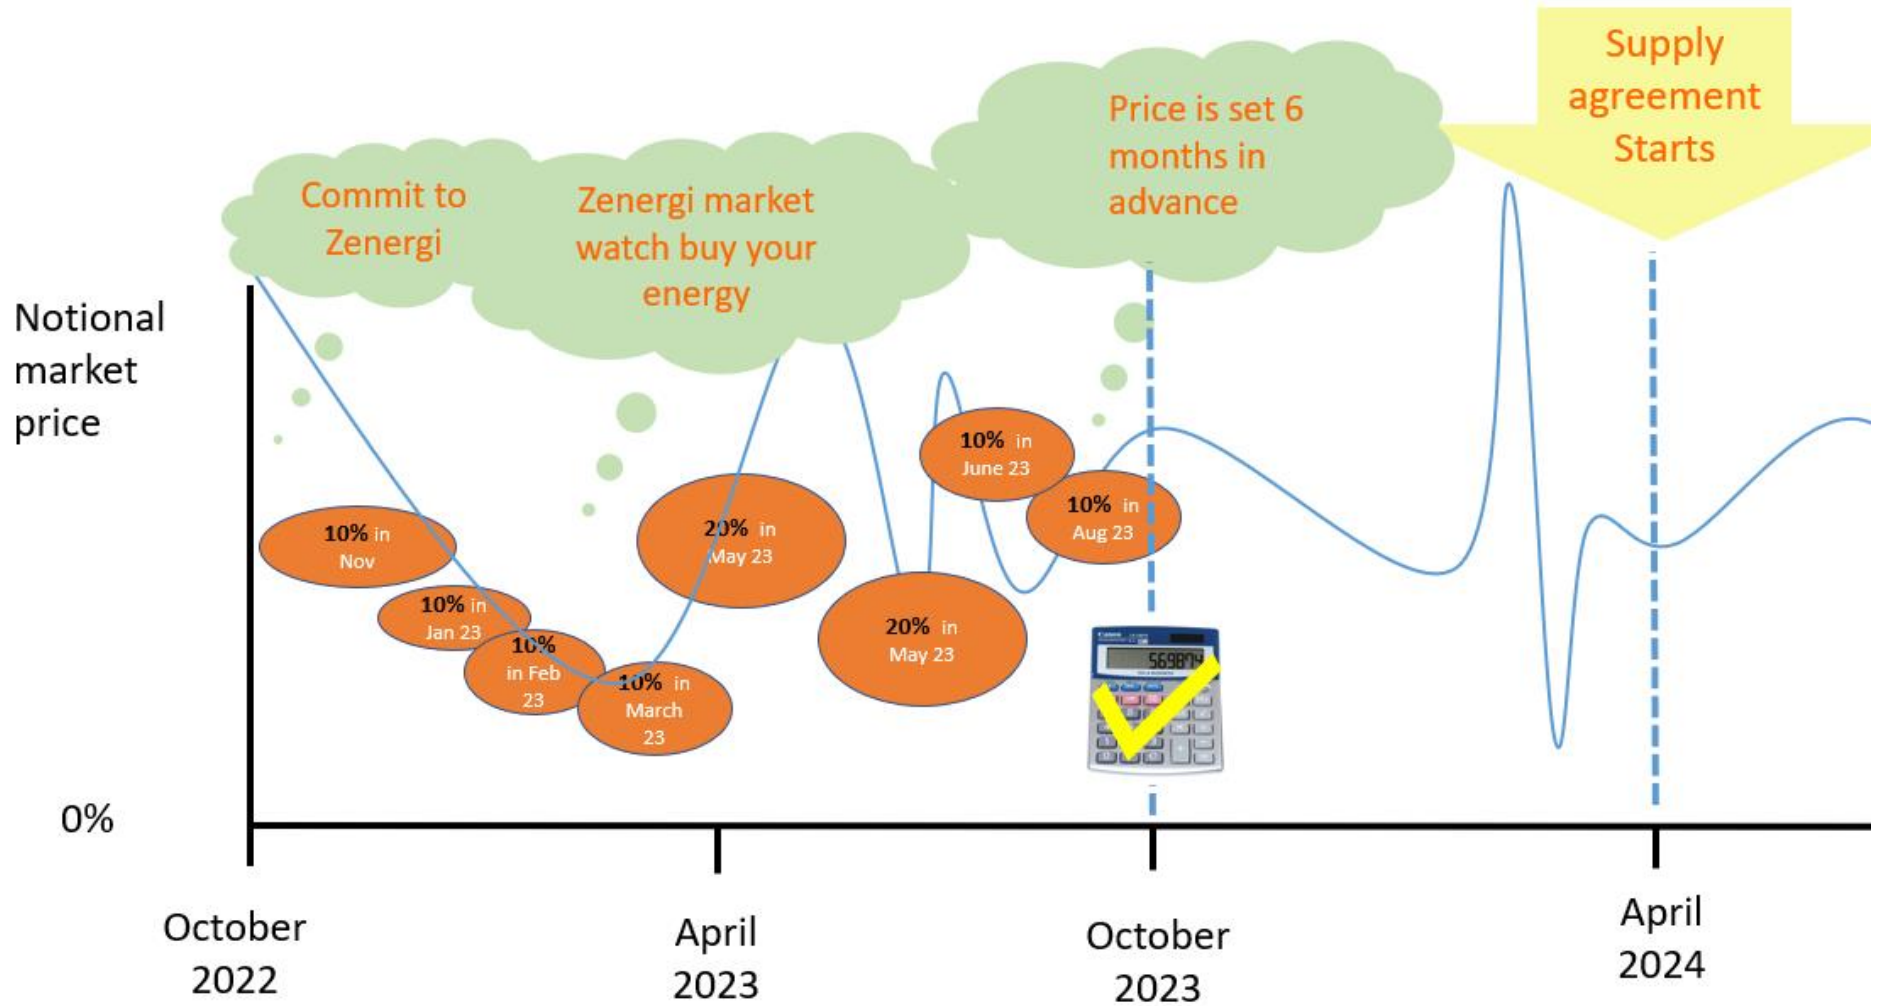 Supply
agreement
Starts
Price is set 6
months in
advance
Commit to
Zenergi
Zenergi market
watch buy your
energy
Notional
market
price
10% in
Nov
10% in
Jan 23
10%
in Feb
23
10% in
March
23
20% in
May 23
20% in
May 23
10% in
June 23
10% in
Aug 23
Canon
0%
October
2022
April
2023
October
2023
April
2024